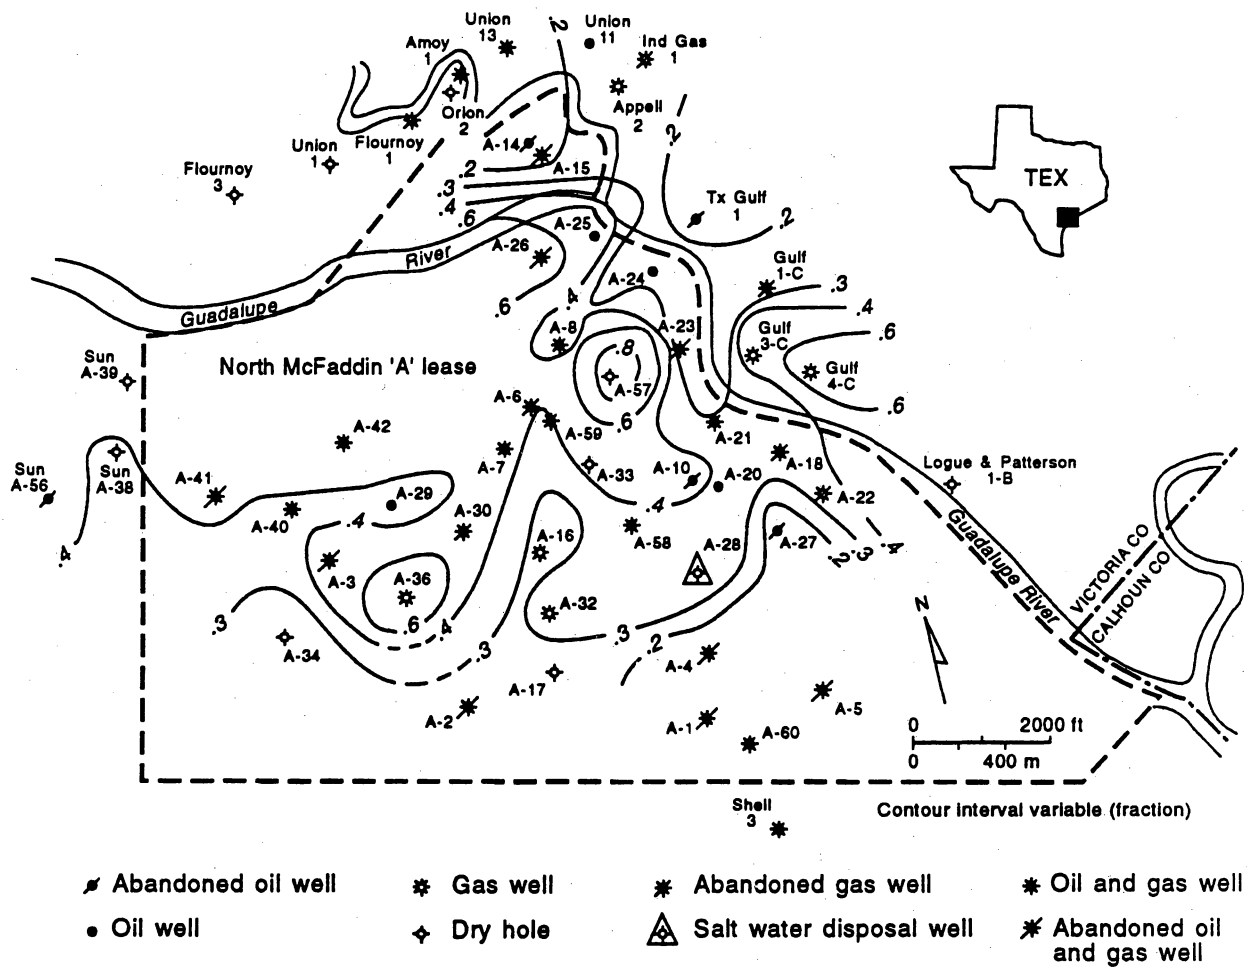 Union
13
.2
Union
11
Amoy
1
Ind Gas
1
Orion
2
Appell
2
Union
1
Flournoy
1
A-14
A-15
.2
TEX
Flournoy
3
.2
.3
.4
.6
Tx Gulf
1
.2
A-25
A-26
River
A-24
Gulf
1-C
.3
.6
.4
.4
Guadalupe
A-8
A-23
Gulf
3-C
.6
Sun
A-39
North McFaddin 'A' lease
.8
A-57
Gulf
4-C
.6
A-6
.6
A-42
A-59
A-21
A-7
A-33
A-10
A-20
A-18
Logue & Patterson
1-B
Sun
A-56
Sun
A-38
A-41
A-29
A-22
.4
A-40
.4
A-30
A-58
A-28
A-27
.4
.3
.2
Guadalupe River
VICTORIA CO
CALHOUN CO
.4
A-16
A-3
A-36
A-32
N
.3
.6
.4
.3
.3
.2
A-34
A-4
A-17
A-2
A-1
A-5
A-60
0 2000 ft
0 400 m
Shell
3
Contour interval variable (fraction)
Abandoned oil well
Gas well
Abandoned gas well
Oil and gas well
Oil well
Dry hole
Salt water disposal well
Abandoned oil
and gas well